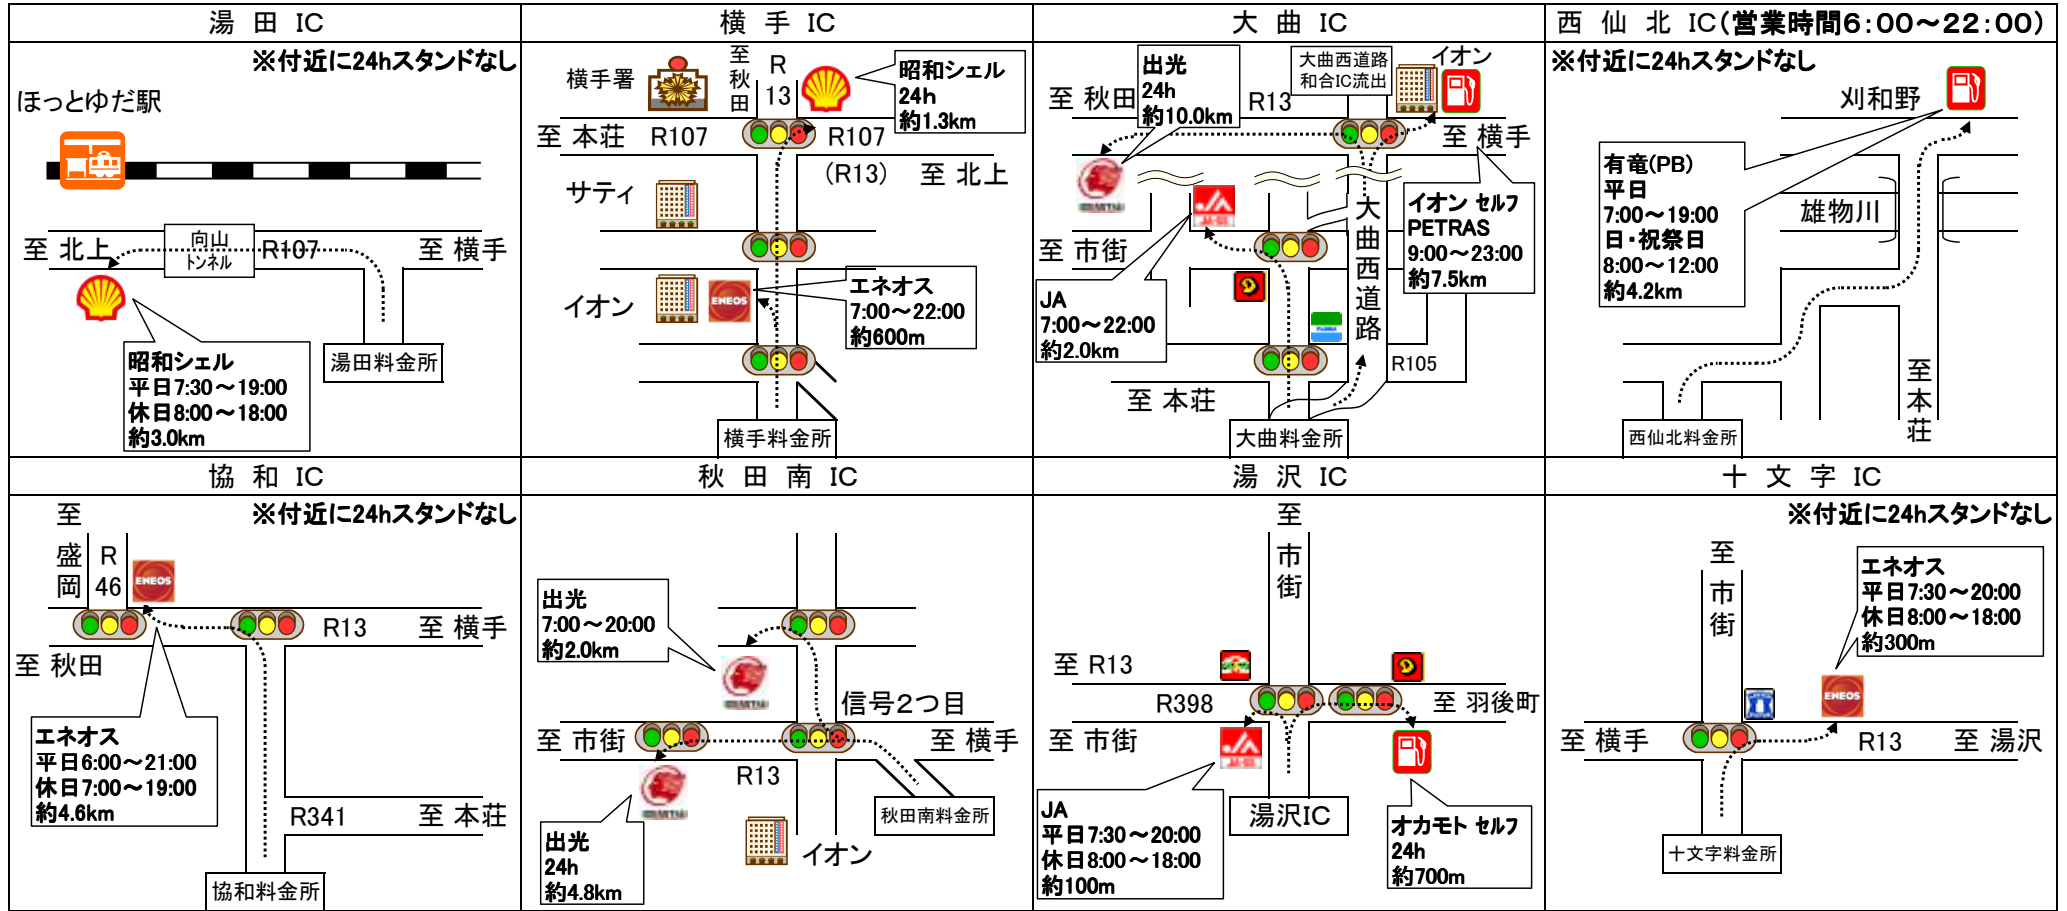 湯 田 IC
※付近に24hスタンドなし
ほっとゆだ駅
至 北上
向山
トンネル
R107
至 横手
昭和シェル
平日7:30～19:00
休日8:00～18:00
約3.0km
湯田料金所
横 手 IC
横手署
至秋田
R
13
昭和シェル
24h
約1.3km
至 本荘
R107
R107
(R13)
至 北上
サティ
イオン
ENEOS
エネオス
7:00～22:00
約600m
横手料金所
大 曲 IC
出光
24h
約10.0km
大曲西道路
和合IC流出
イオン
至 秋田
R13
至 横手
IDEMITSU
JA-SS
大曲西道路
イオン セルフ
PETRAS
9:00～23:00
約7.5km
至 市街
JA
7:00～22:00
約2.0km
R105
至 本荘
大曲料金所
西 仙 北 IC(営業時間6:00～22:00)
※付近に24hスタンドなし
刈和野
有竜(PB)
平日
7:00～19:00
日・祝祭日
8:00～12:00
約4.2km
雄物川
至本荘
西仙北料金所
協 和 IC
※付近に24hスタンドなし
至盛岡
R
46
ENEOS
R13
至 横手
至 秋田
エネオス
平日6:00～21:00
休日7:00～19:00
約4.6km
R341
至 本荘
協和料金所
秋 田 南 IC
出光
7:00～20:00
約2.0km
IDEMITSU
信号2つ目
至 市街
至 横手
R13
IDEMITSU
出光
24h
約4.8km
イオン
秋田南料金所
湯 沢 IC
至市街
至 R13
R398
至 羽後町
至 市街
JA-SS
JA
平日7:30～20:00
休日8:00～18:00
約100m
湯沢IC
オカモト セルフ
24h
約700m
十 文 字 IC
※付近に24hスタンドなし
至市街
エネオス
平日7:30～20:00
休日8:00～18:00
約300m
ENEOS
至 横手
R13
至 湯沢
十文字料金所